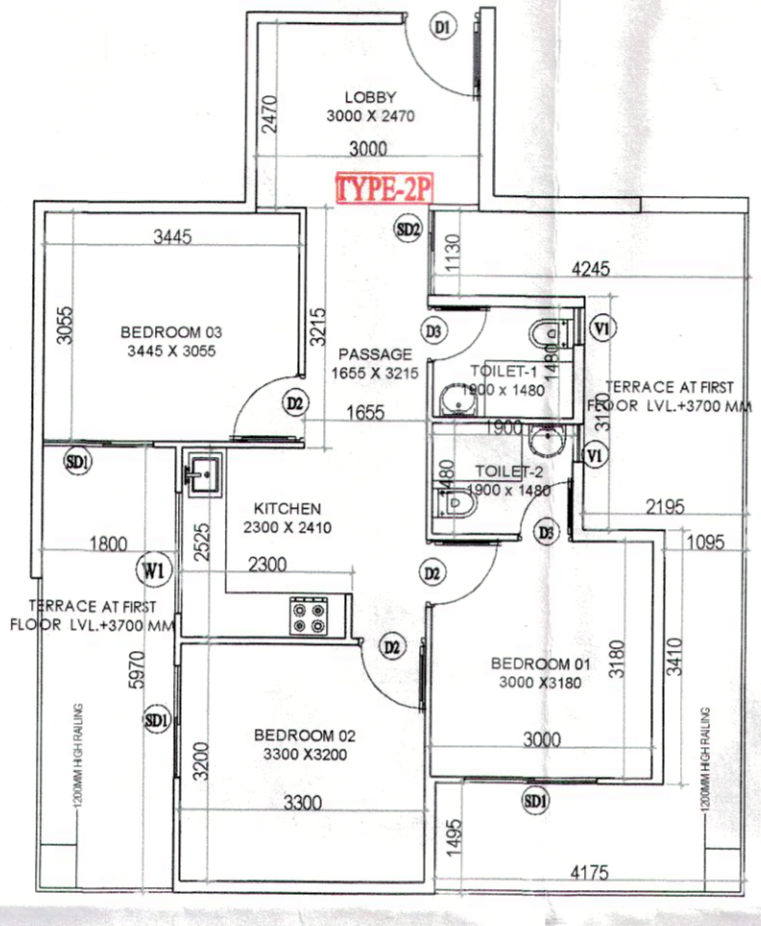 D1
LOBBY
3000 X 2470
2470
3000
TYPE-2P
SD2
3445
1130
4245
3055
BEDROOM 03
3445 X 3055
3215
D3
V1
1480
PASSAGE
1655 X 3215
TOILET-1
1900 x 1480
TERRACE AT FIRST
FLOOR LVL.+3700 MM
D2
1655
1900
SD1
V1
TOILET-2
1900 x 1480
KITCHEN
2300 X 2410
2525
2195
1800
W1
2300
D2
D3
1095
TERRACE AT FIRST
FLOOR LVL.+3700 MM
D2
5970
BEDROOM 01
3000 X3180
3180
3410
SD1
BEDROOM 02
3300 X3200
3200
3000
1200MM HIGH RAILING
1200MM HIGH RAILING
3300
SD1
1495
4175